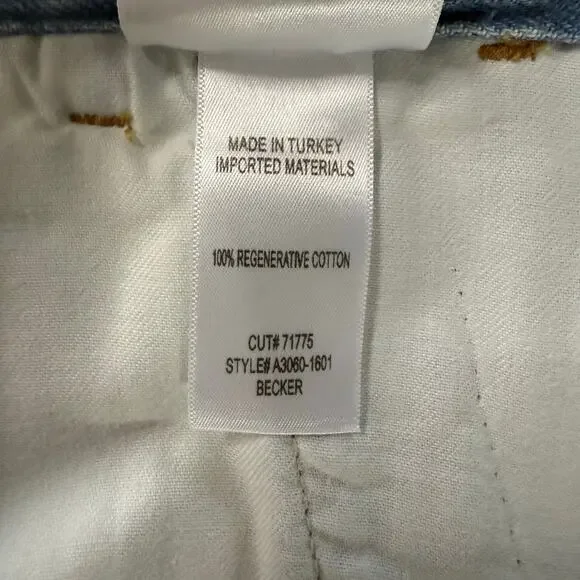 MADE IN TURKEY
IMPORTED MATERIALS
100% REGENERATIVE COTTON
CUT# 71775
STYLE# A3060-1601
BECKER